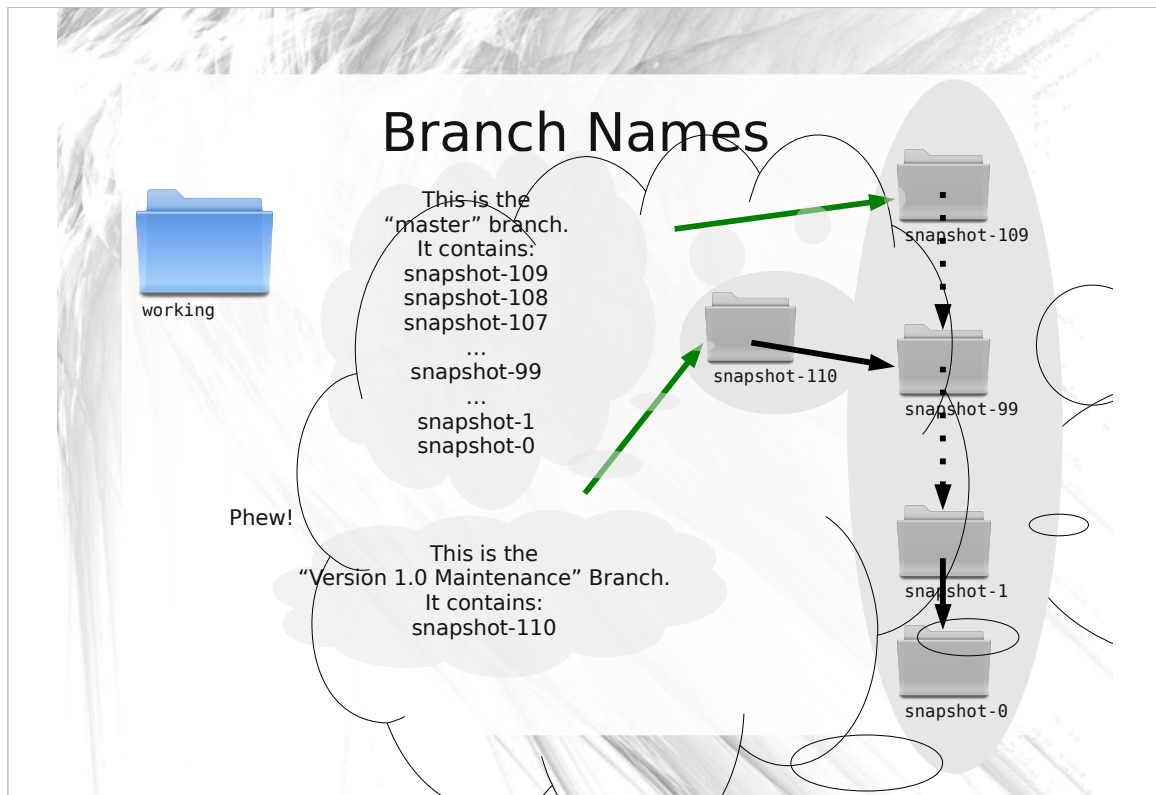 Branch Names
This is the
“master” branch.
It contains:
snapshot-109
snapshot-108
snapshot-107
…
snapshot-99
…
snapshot-1
snapshot-0
working
snapshot-109
snapshot-110
snapshot-99
Phew!
This is the
“Version 1.0 Maintenance” Branch.
It contains:
snapshot-110
snapshot-1
snapshot-0